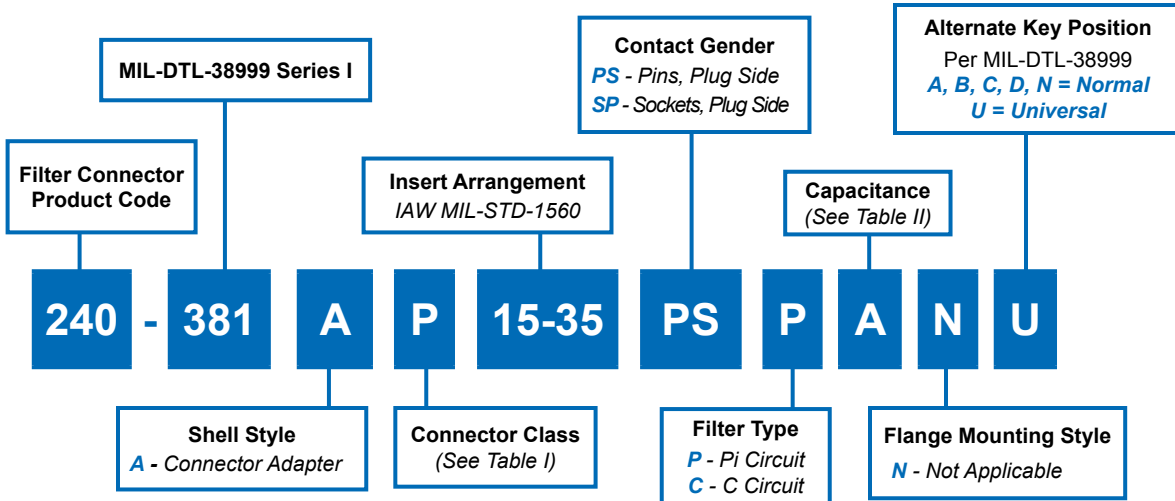 MIL-DTL-38999 Series I
Contact Gender
PS - Pins, Plug Side
SP - Sockets, Plug Side
Alternate Key Position
Per MIL-DTL-38999
A, B, C, D, N = Normal
U = Universal
Filter Connector
Product Code
Insert Arrangement
IAW MIL-STD-1560
Capacitance
(See Table II)
240 - 381 A P 15-35 PS P A N U
Shell Style
A - Connector Adapter
Connector Class
(See Table I)
Filter Type
P - Pi Circuit
C - C Circuit
Flange Mounting Style
N - Not Applicable